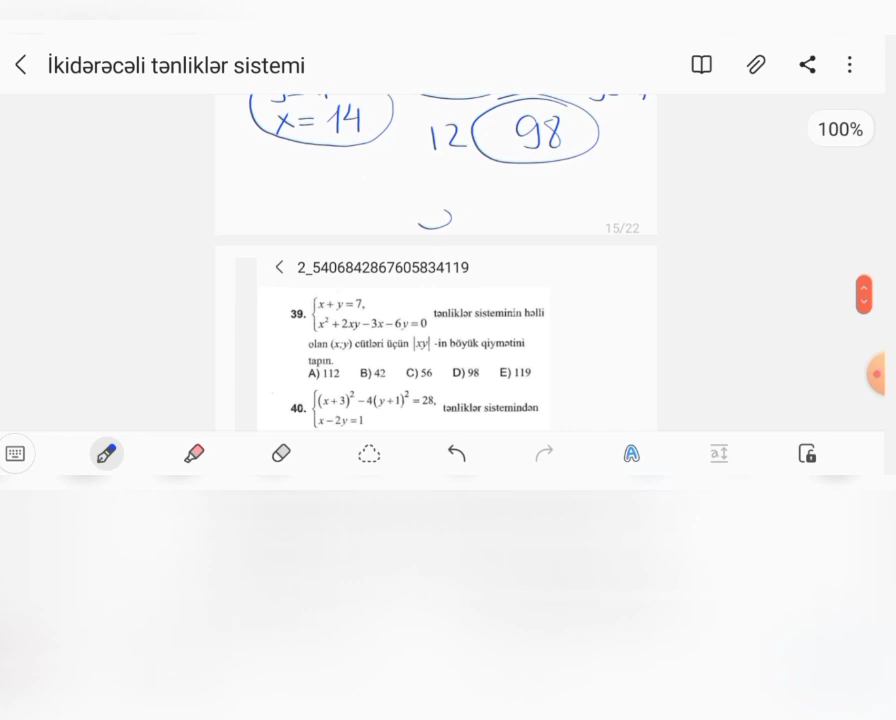 İkidərəcəli tənliklər sistemi
100%
x= 14
12 98
15/22
2_5406842867605834119
39. x+y=7,
x²+2xy−3x−6y=0 tənliklər sisteminin həlli
olan (x;y) cütləri üçün |xy| -in böyük qiymətini
tapın.
A) 112 B) 42 C) 56 D) 98 E) 119
40. (x+3)²−4(y+1)²=28,
x−2y=1 tənliklər sistemindən
A
a